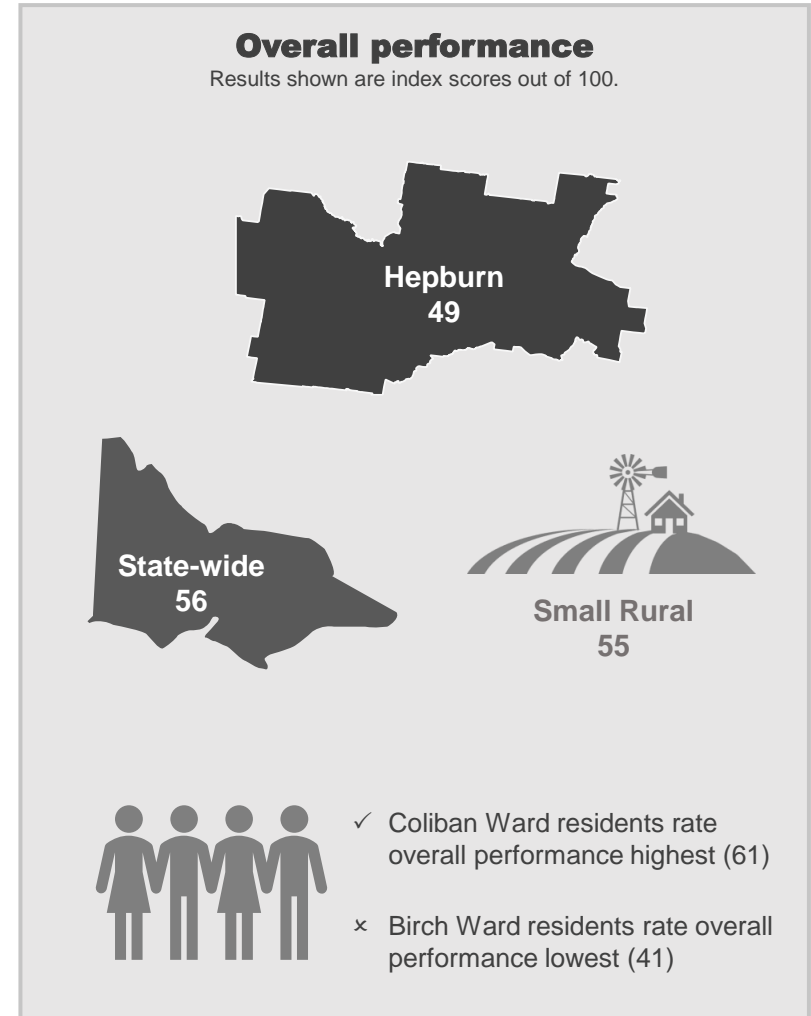 Overall performance
Results shown are index scores out of 100.
Hepburn
49
State-wide
56
Small Rural
55
✓ Coliban Ward residents rate
overall performance highest (61)
× Birch Ward residents rate overall
performance lowest (41)